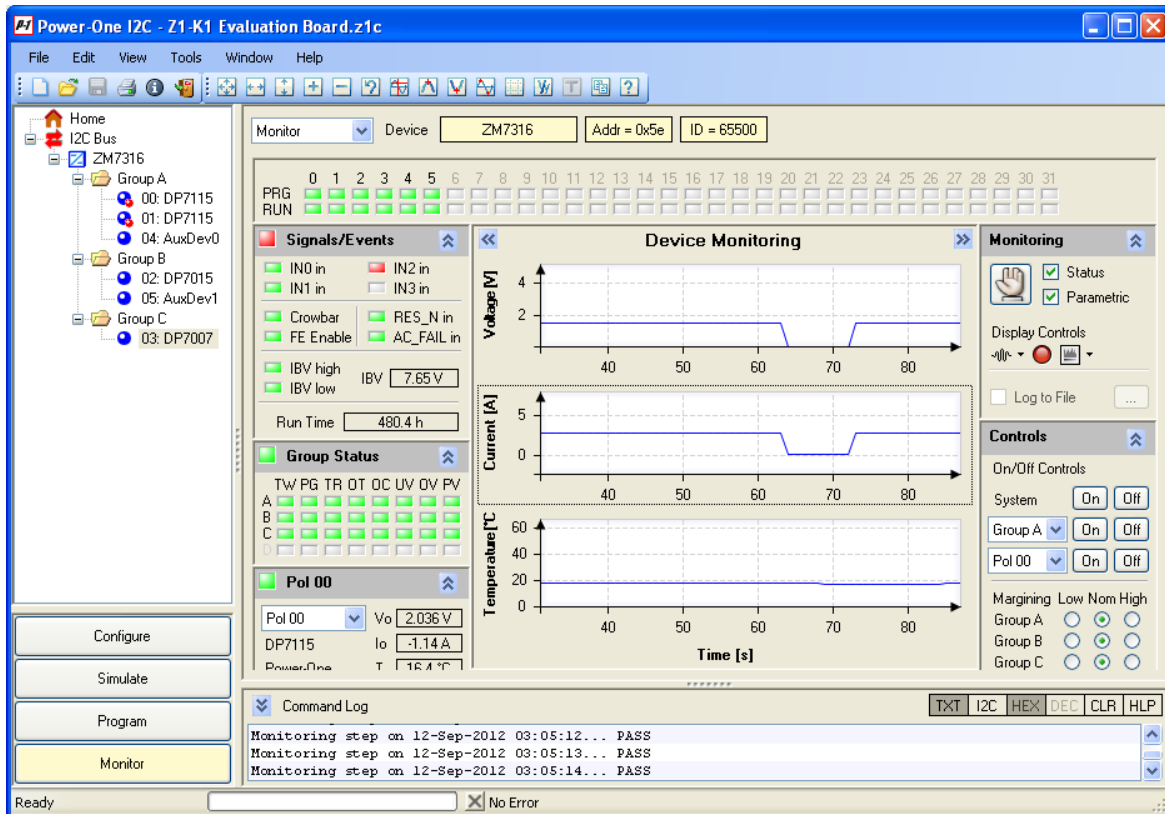 Power-One I2C - Z1-K1 Evaluation Board.z1c
File Edit View Tools Window Help
Home
I2C Bus
ZM7316
Group A
00: DP7115
01: DP7115
04: AuxDev0
Group B
02: DP7015
05: AuxDev1
Group C
03: DP7007
Configure
Simulate
Program
Monitor
Monitor Device ZM7316 Addr = 0x5e ID = 65500
0 1 2 3 4 5 6 7 8 9 10 11 12 13 14 15 16 17 18 19 20 21 22 23 24 25 26 27 28 29 30 31
PRG
RUN
Signals/Events
IN0 in IN2 in
IN1 in IN3 in
Crowbar RES_N in
FE Enable AC_FAIL in
IBV high
IBV low
IBV 7.65 V
Run Time 480.4 h
Group Status
TW PG TR OT OC UV OV PV
A
B
C
D
Pol 00
Pol 00 Vo 2.036 V
DP7115 Io -1.14 A
Power-One T 16.4 °C
Device Monitoring
Voltage [V]
4
2
40 50 60 70 80
Current [A]
5
0
40 50 60 70 80
Temperature[°C
60
40
20
0
40 50 60 70 80
Time [s]
Monitoring
Status
Parametric
Display Controls
Log to File ...
Controls
On/Off Controls
System On Off
Group A On Off
Pol 00 On Off
Margining Low Nom High
Group A
Group B
Group C
Command Log TXT I2C HEX DEC CLR HLP
Monitoring step on 12-Sep-2012 03:05:12... PASS
Monitoring step on 12-Sep-2012 03:05:13... PASS
Monitoring step on 12-Sep-2012 03:05:14... PASS
Ready No Error